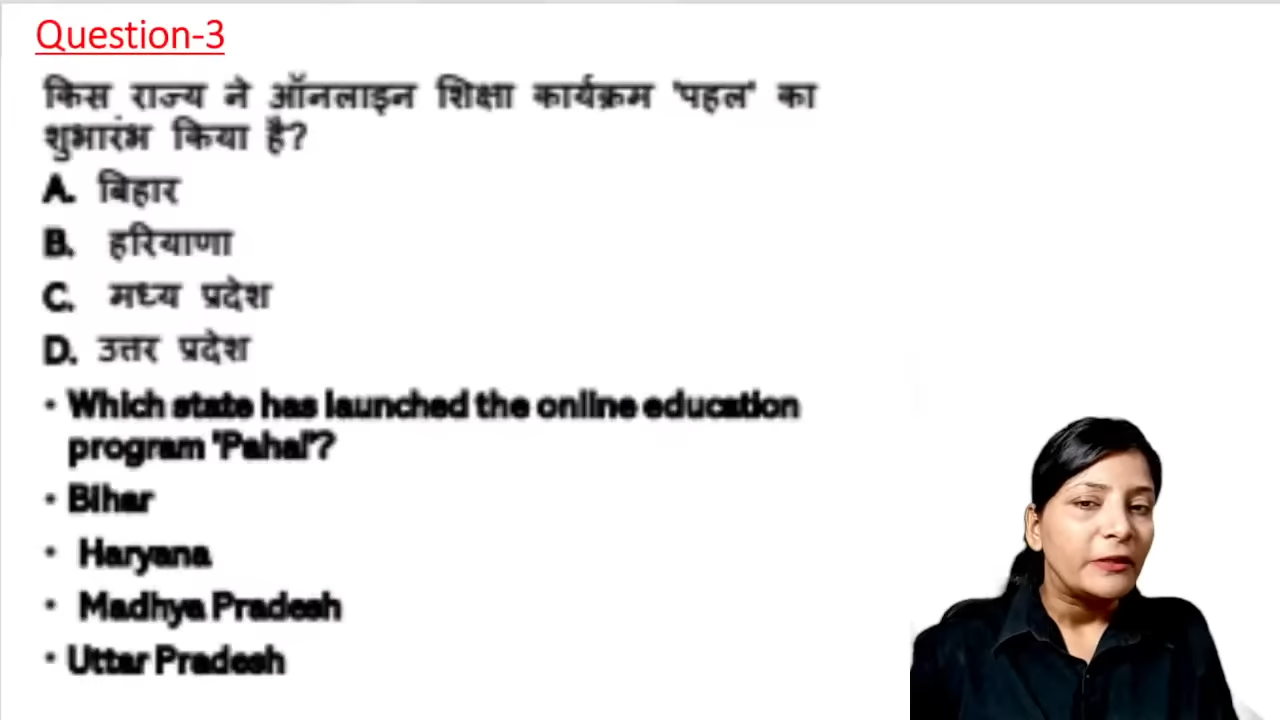 Question-3
किस राज्य ने ऑनलाइन शिक्षा कार्यक्रम 'पहल' का
शुभारंभ किया है?
A. बिहार
B. हरियाणा
C. मध्य प्रदेश
D. उत्तर प्रदेश
• Which state has launched the online education
program 'Pahal'?
• Bihar
• Haryana
• Madhya Pradesh
• Uttar Pradesh